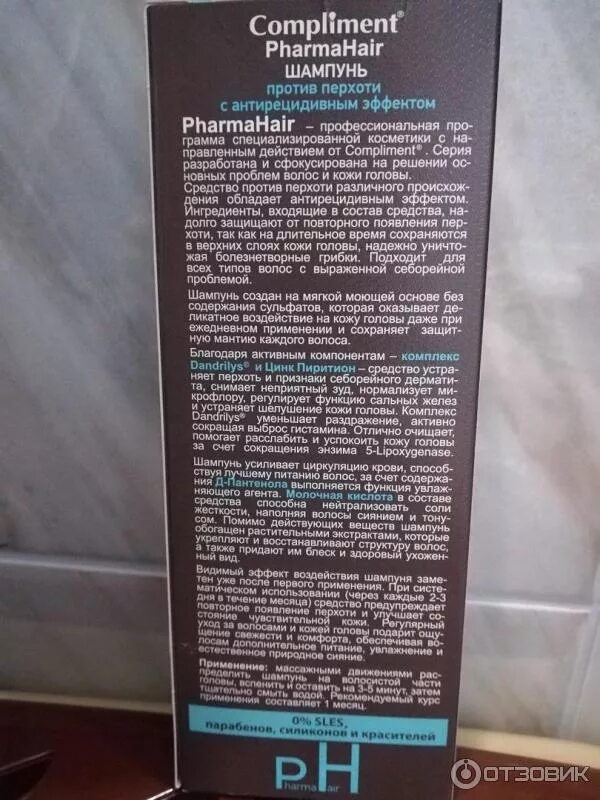 Compliment®
PharmaHair
ШАМПУНЬ
против перхоти
с антирецидивным эффектом
PharmaHair – профессиональная про-
грамма специализированной косметики с на-
правленным действием от Compliment®. Серия
разработана и сфокусирована на решении ос-
новных проблем волос и кожи головы.
Средство против перхоти различного происхож-
дения обладает антирецидивным эффектом.
Ингредиенты, входящие в состав средства, на-
долго защищают от повторного появления пер-
хоти, так как на длительное время сохраняются
в верхних слоях кожи головы, надежно уничто-
жая болезнетворные грибки. Подходит для
всех типов волос с выраженной себорейной
проблемой.
Шампунь создан на мягкой моющей основе без
содержания сульфатов, которая оказывает де-
ликатное воздействие на кожу головы даже при
ежедневном применении и сохраняет защит-
ную мантию каждого волоса.
Благодаря активным компонентам – комплекс
Dandrilys® и Цинк Пиритион – средство устра-
няет перхоть и признаки себорейного дермати-
та, снимает неприятный зуд, нормализует ми-
крофлору, регулирует функцию сальных желез
и устраняет шелушение кожи головы. Комплекс
Dandrilys® уменьшает раздражение, активно
сокращая выброс гистамина. Отлично очищает,
помогает расслабить и успокоить кожу головы
за счет сокращения энзима 5-Lipoxygenase.
Шампунь усиливает циркуляцию крови, способ-
ствуя лучшему питанию волос, за счет содержа-
ния Д-Пантенола выполняется функция увлаж-
няющего агента. Молочная кислота в составе
средства способна нейтрализовать соли
жесткости, наполняя волосы сиянием и тону-
сом. Помимо действующих веществ шампунь
обогащен растительными экстрактами, которые
укрепляют и восстанавливают структуру волос,
а также придают им блеск и здоровый ухожен-
ный вид.
Видимый эффект воздействия шампуня заме-
тен уже после первого применения. При систе-
матическом использовании (через каждые 2-3
дня в течение месяца) средство предупреждает
повторное появление перхоти и улучшает со-
стояние чувствительной кожи. Регулярный
уход за волосами и кожей головы подарит ощу-
щение свежести и комфорта, обеспечивая во-
лосам дополнительное питание, увлажнение и
естественное природное сияние.
Применение: массажными движениями рас-
пределить шампунь на волосистой части
головы, вспенить и оставить на 3-5 минут, затем
тщательно смыть водой. Рекомендуемый курс
применения составляет 1 месяц.
0% SLES,
парабенов, силиконов и красителей
pH
Pharma Hair
ОТЗОВИК